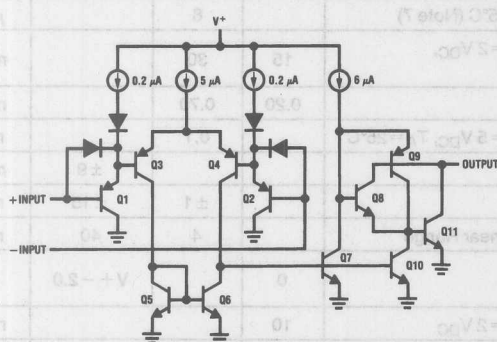 V+
0.2 µA
5 µA
0.2 µA
6 µA
Q3
Q4
Q9
OUTPUT
+INPUT
Q1
Q2
Q8
Q11
−INPUT
Q7
Q10
Q5
Q6